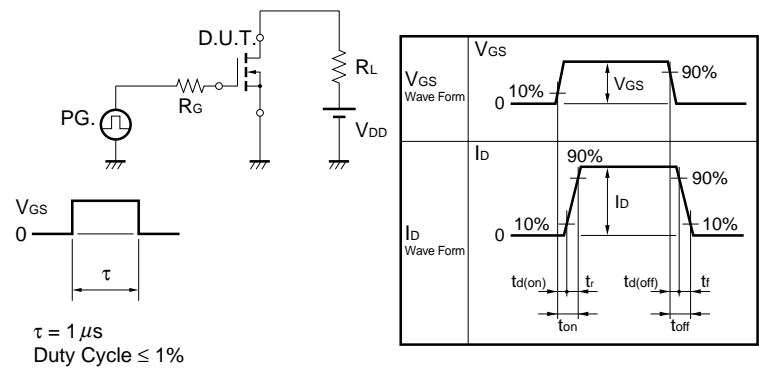 D.U.T.
RL
RG
PG.
VDD
VGS
0
τ
τ = 1 μs
Duty Cycle ≤ 1%
VGS
Wave Form
VGS
10%
0
VGS
90%
ID
Wave Form
ID
90%
90%
10%
0
ID
10%
td(on)
tr
td(off)
tf
ton
toff